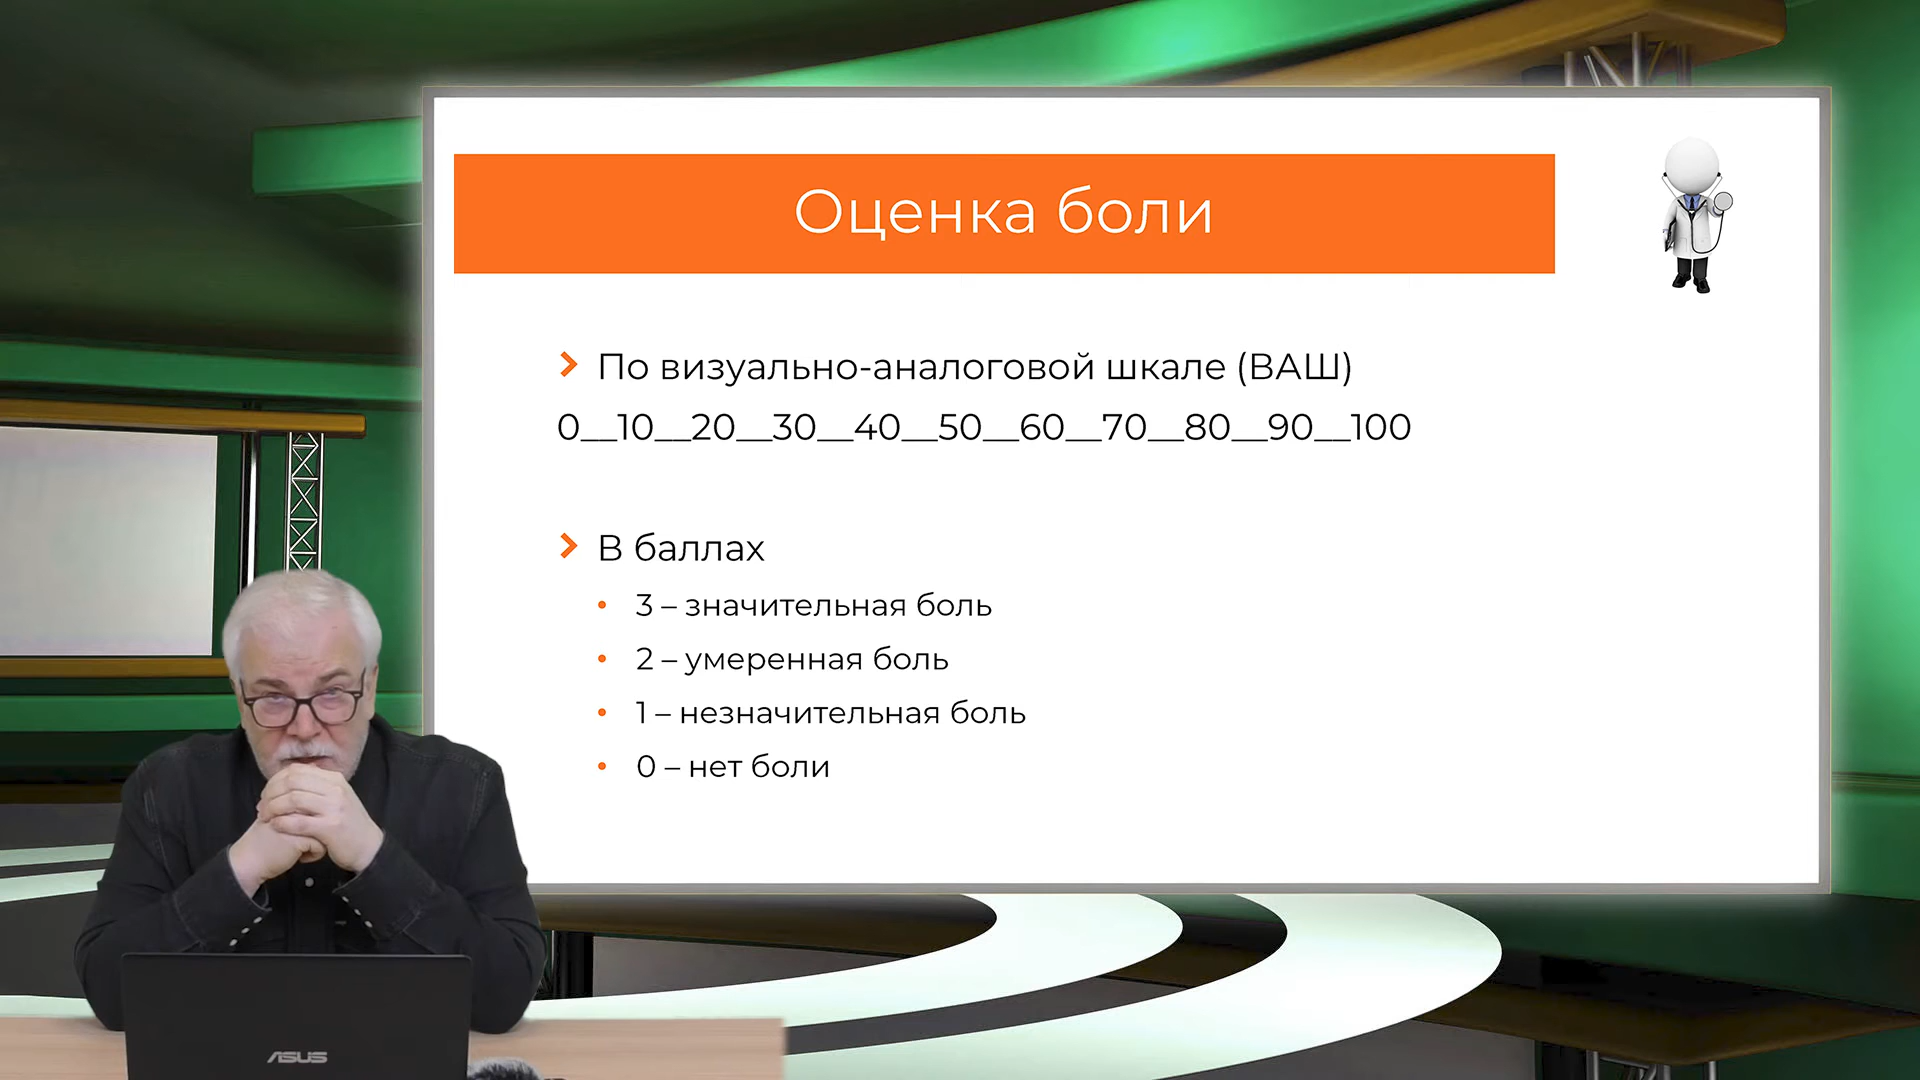 Оценка боли
По визуально-аналоговой шкале (ВАШ)
0__10__20__30__40__50__60__70__80__90__100
В баллах
3 – значительная боль
2 – умеренная боль
1 – незначительная боль
0 – нет боли
ASUS